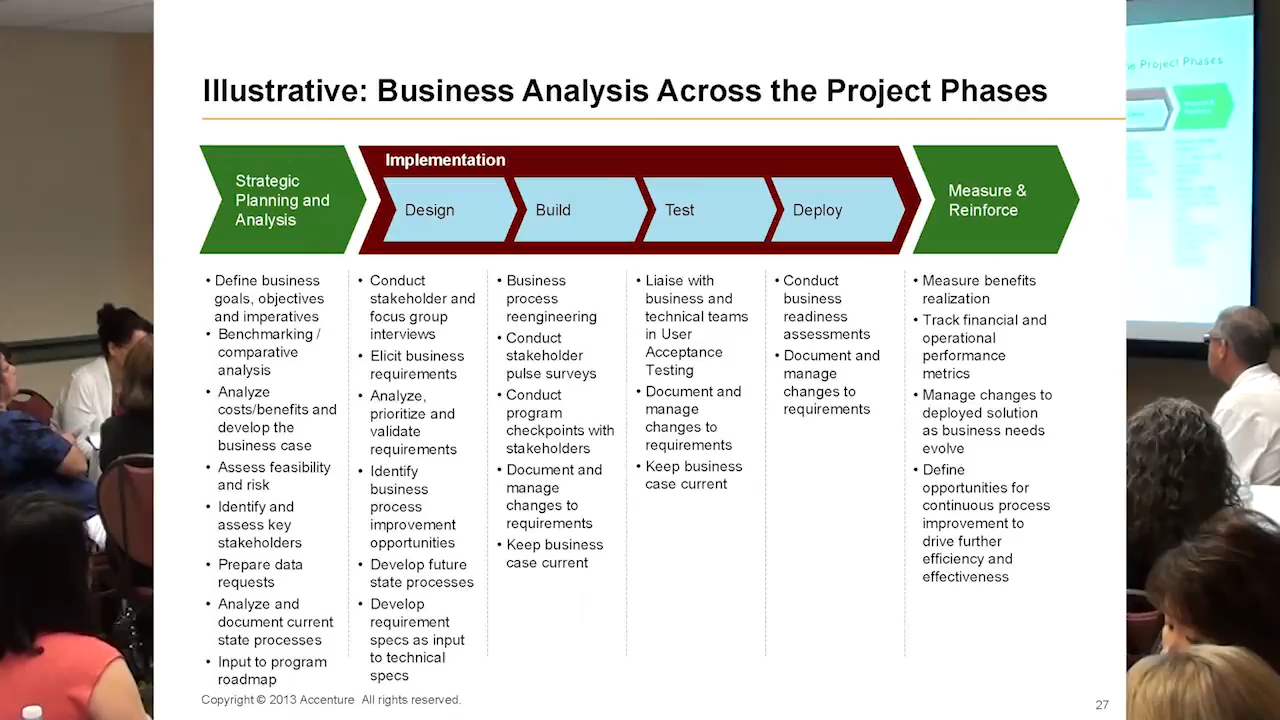 Illustrative: Business Analysis Across the Project Phases
Strategic
Planning and
Analysis
Implementation
Design
Build
Test
Deploy
Measure &
Reinforce
• Define business
goals, objectives
and imperatives
• Benchmarking /
comparative
analysis
• Analyze
costs/benefits and
develop the
business case
• Assess feasibility
and risk
• Identify and
assess key
stakeholders
• Prepare data
requests
• Analyze and
document current
state processes
• Input to program
roadmap
• Conduct
stakeholder and
focus group
interviews
• Elicit business
requirements
• Analyze,
prioritize and
validate
requirements
• Identify
business
process
improvement
opportunities
• Develop future
state processes
• Develop
requirement
specs as input
to technical
specs
• Business
process
reengineering
• Conduct
stakeholder
pulse surveys
• Conduct
program
checkpoints with
stakeholders
• Document and
manage
changes to
requirements
• Keep business
case current
• Liaise with
business and
technical teams
in User
Acceptance
Testing
• Document and
manage
changes to
requirements
• Keep business
case current
• Conduct
business
readiness
assessments
• Document and
manage
changes to
requirements
• Measure benefits
realization
• Track financial and
operational
performance
metrics
• Manage changes to
deployed solution
as business needs
evolve
• Define
opportunities for
continuous process
improvement to
drive further
efficiency and
effectiveness
Copyright © 2013 Accenture All rights reserved.
27
Project Phases